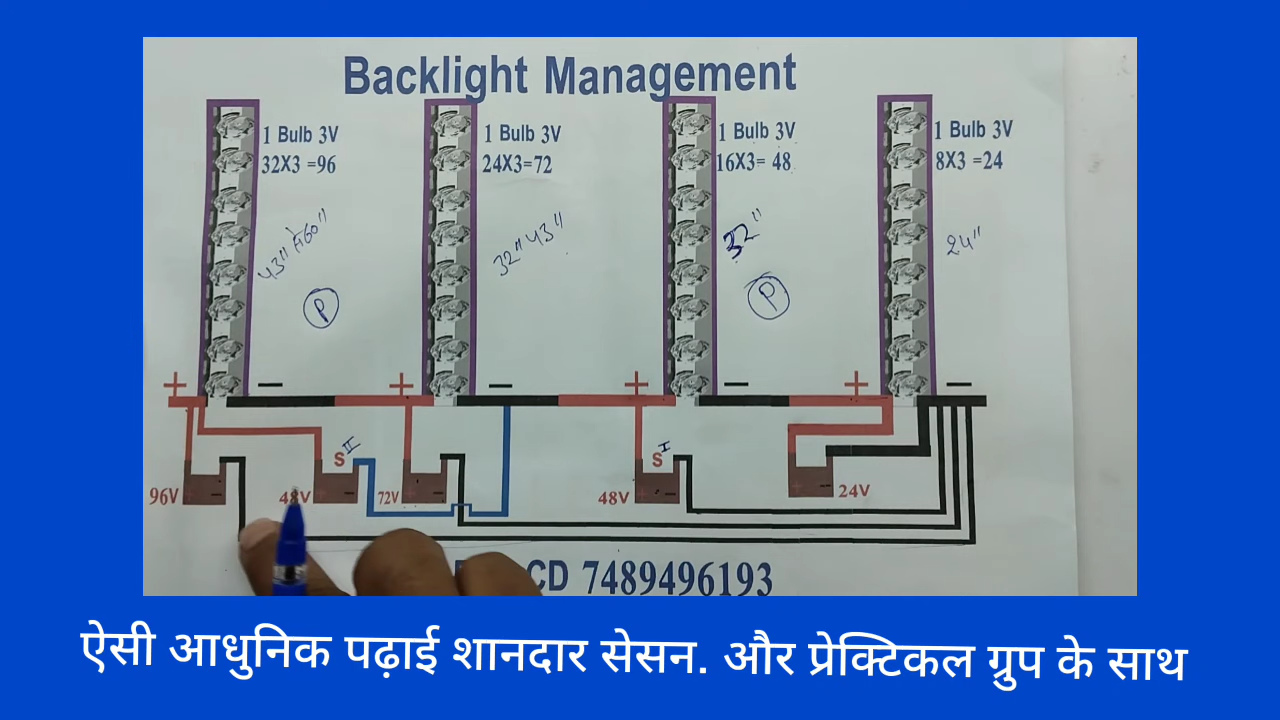 Backlight Management
1 Bulb 3V
32X3 =96
1 Bulb 3V
24X3=72
1 Bulb 3V
16X3= 48
1 Bulb 3V
8X3 =24
43" से 60"
32" 43"
32"
24"
P
P
+ −
+ −
+ −
+ −
S II
S I
96V
48V
72V
48V
24V
CD 7489496193
ऐसी आधुनिक पढ़ाई शानदार सेसन. और प्रेक्टिकल ग्रुप के साथ